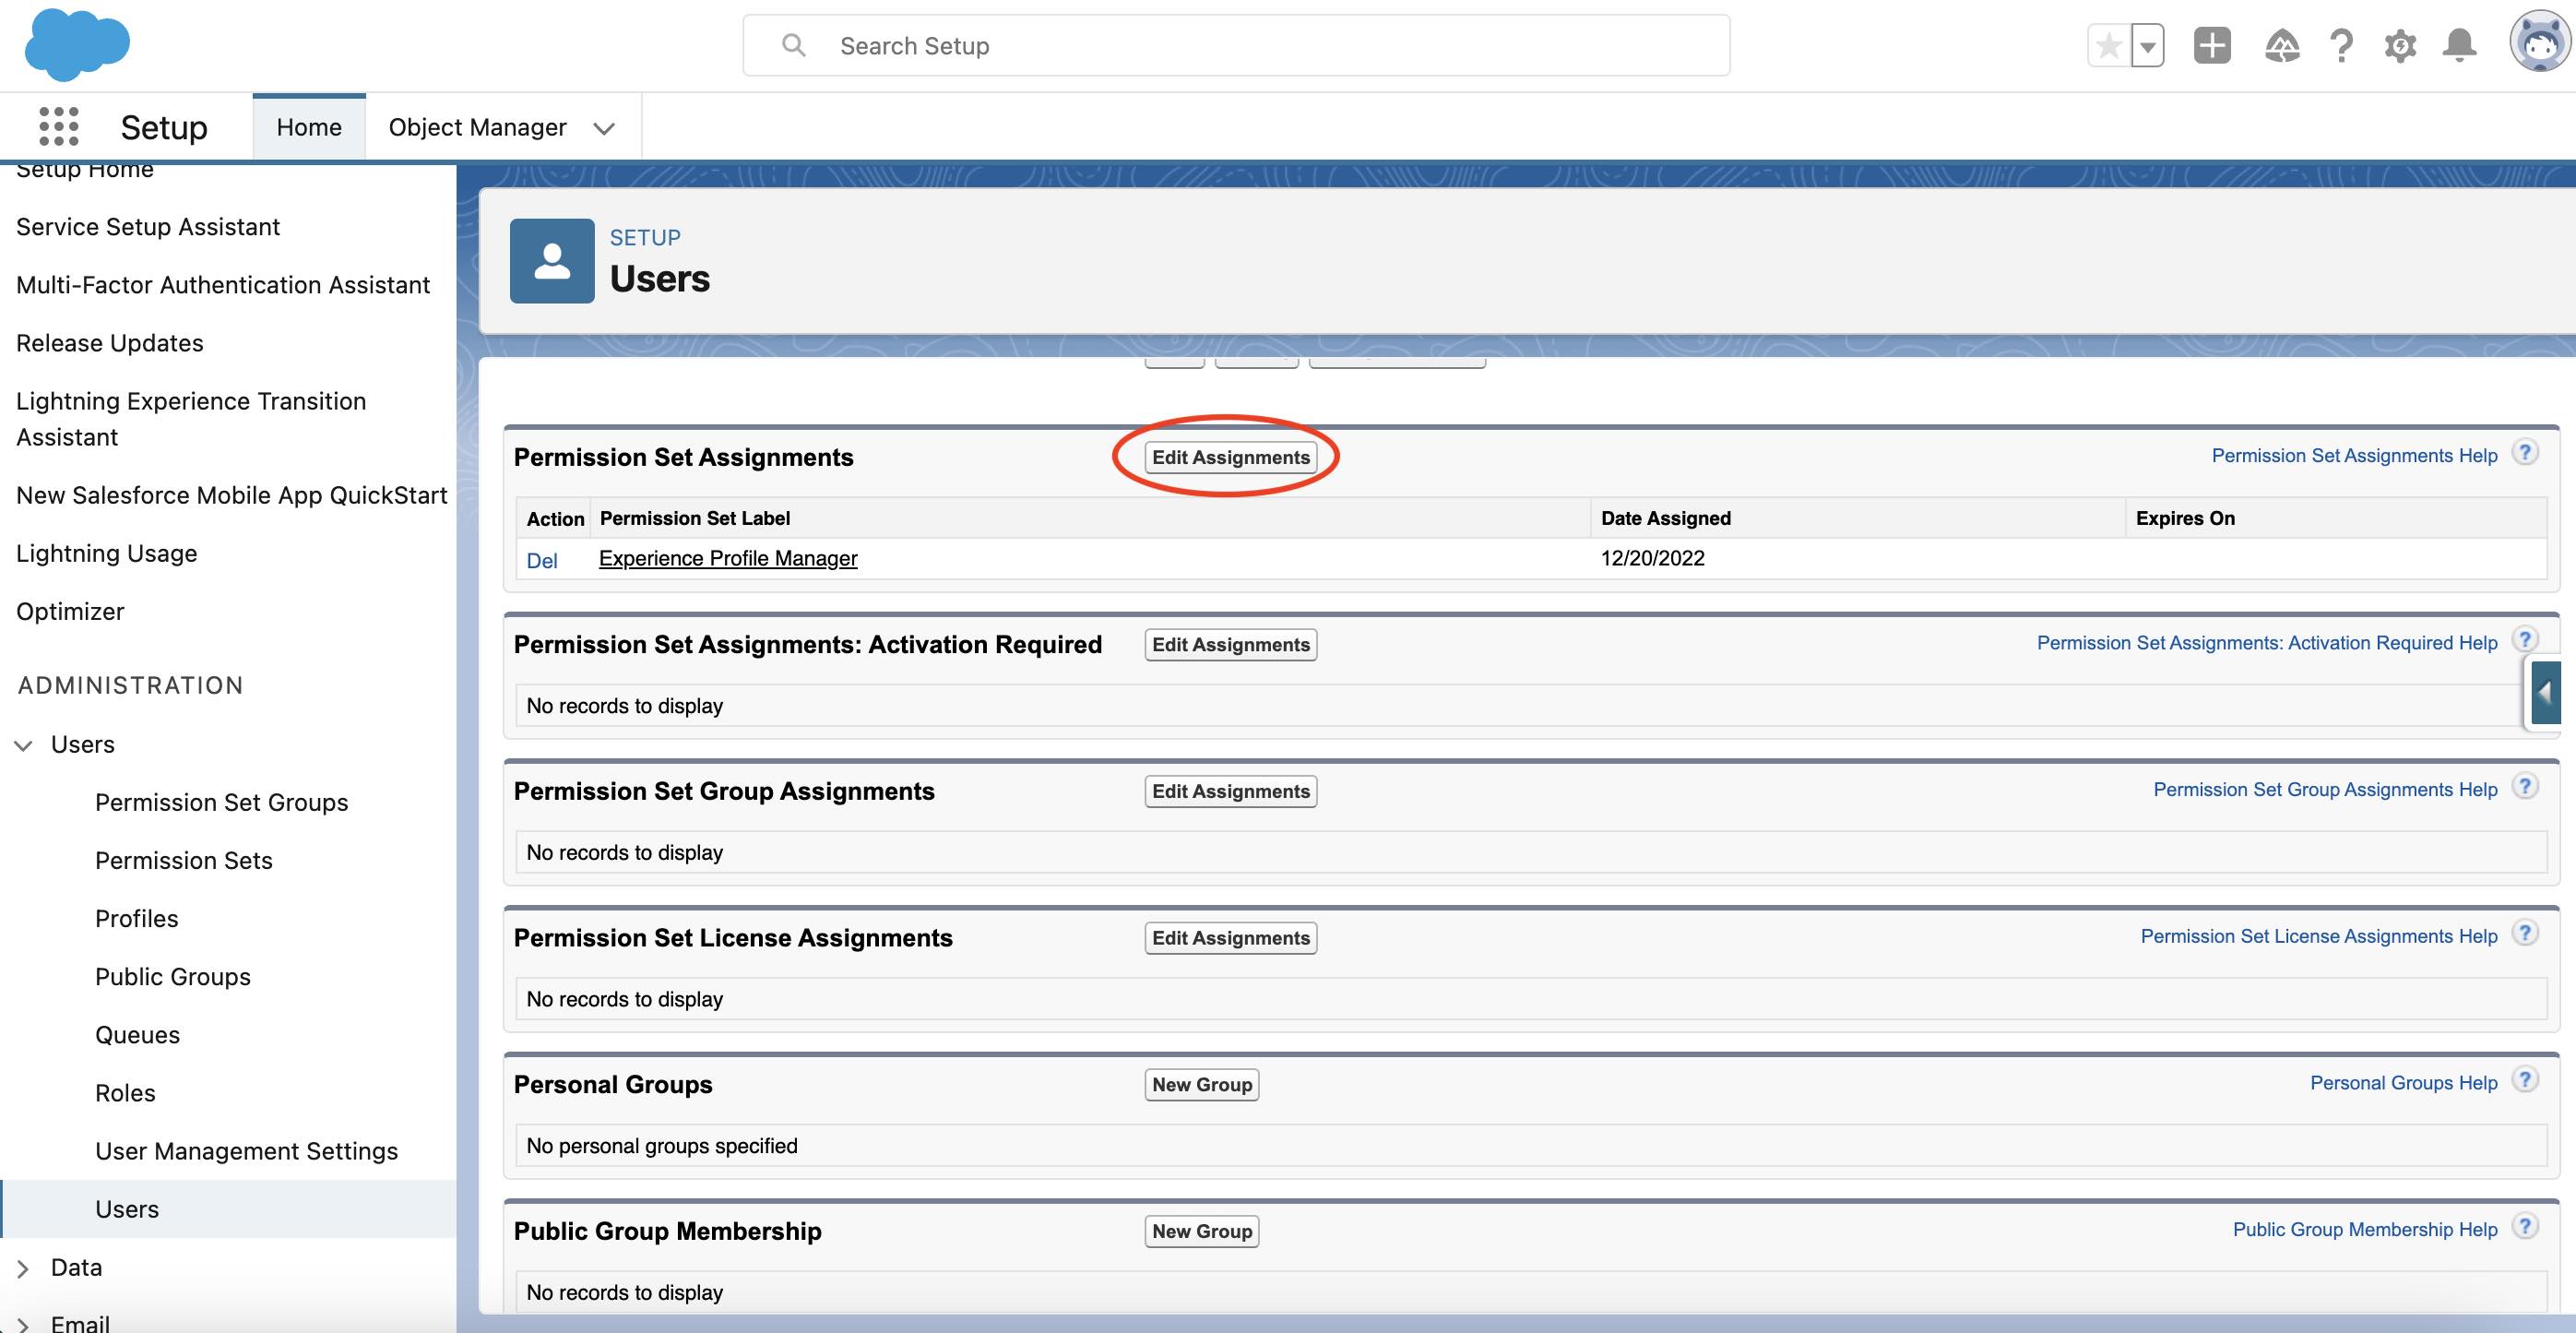 Search Setup
Setup
Home
Object Manager
Setup Home
Service Setup Assistant
Multi-Factor Authentication Assistant
Release Updates
Lightning Experience Transition
Assistant
New Salesforce Mobile App QuickStart
Lightning Usage
Optimizer
ADMINISTRATION
Users
Permission Set Groups
Permission Sets
Profiles
Public Groups
Queues
Roles
User Management Settings
Users
Data
Email
SETUP
Users
Permission Set Assignments
Edit Assignments
Permission Set Assignments Help ?
Action Permission Set Label Date Assigned Expires On
Del Experience Profile Manager 12/20/2022
Permission Set Assignments: Activation Required
Edit Assignments
Permission Set Assignments: Activation Required Help ?
No records to display
Permission Set Group Assignments
Edit Assignments
Permission Set Group Assignments Help ?
No records to display
Permission Set License Assignments
Edit Assignments
Permission Set License Assignments Help ?
No records to display
Personal Groups
New Group
Personal Groups Help ?
No personal groups specified
Public Group Membership
New Group
Public Group Membership Help ?
No records to display